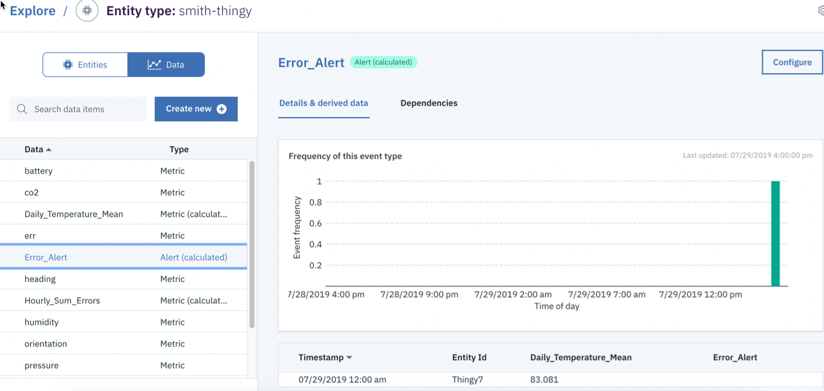 Explore / Entity type: smith-thingy
Entities Data
Search data items Create new
Data Type
battery Metric
co2 Metric
Daily_Temperature_Mean Metric (calculat...
err Metric
Error_Alert Alert (calculated)
heading Metric
Hourly_Sum_Errors Metric (calculat...
humidity Metric
orientation Metric
pressure Metric
Error_Alert Alert (calculated) Configure
Details & derived data Dependencies
Frequency of this event type Last updated: 07/29/2019 4:00:00 pm
Event frequency
1
0.8
0.6
0.4
0.2
7/28/2019 4:00 pm 7/28/2019 9:00 pm 7/29/2019 2:00 am 7/29/2019 7:00 am 7/29/2019 12:00 pm
Time of day
Timestamp Entity Id Daily_Temperature_Mean Error_Alert
07/29/2019 12:00 am Thingy7 83.081